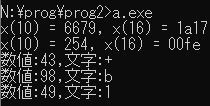 N:¥prog¥prog2>a.exe
x(10) = 6679, x(16) = 1a17
x(10) = 254, x(16) = 00fe
数値:43,文字:+
数値:98,文字:b
数値:49,文字:1